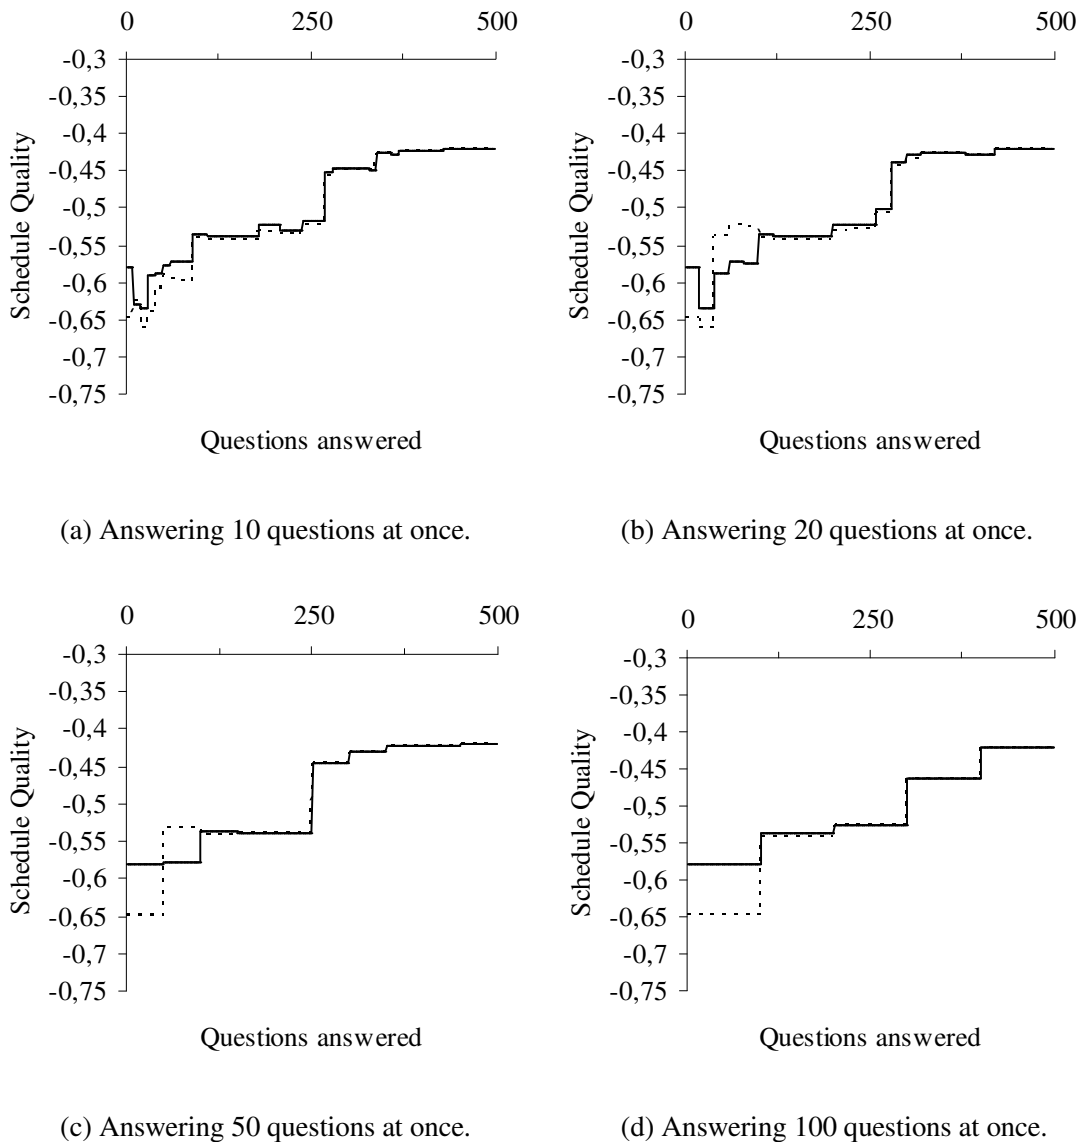 0 250 500
-0,3
-0,35
-0,4
-0,45
-0,5
-0,55
-0,6
-0,65
-0,7
-0,75
Schedule Quality
Questions answered
(a) Answering 10 questions at once.
0 250 500
-0,3
-0,35
-0,4
-0,45
-0,5
-0,55
-0,6
-0,65
-0,7
-0,75
Schedule Quality
Questions answered
(b) Answering 20 questions at once.
0 250 500
-0,3
-0,35
-0,4
-0,45
-0,5
-0,55
-0,6
-0,65
-0,7
-0,75
Schedule Quality
Questions answered
(c) Answering 50 questions at once.
0 250 500
-0,3
-0,35
-0,4
-0,45
-0,5
-0,55
-0,6
-0,65
-0,7
-0,75
Schedule Quality
Questions answered
(d) Answering 100 questions at once.